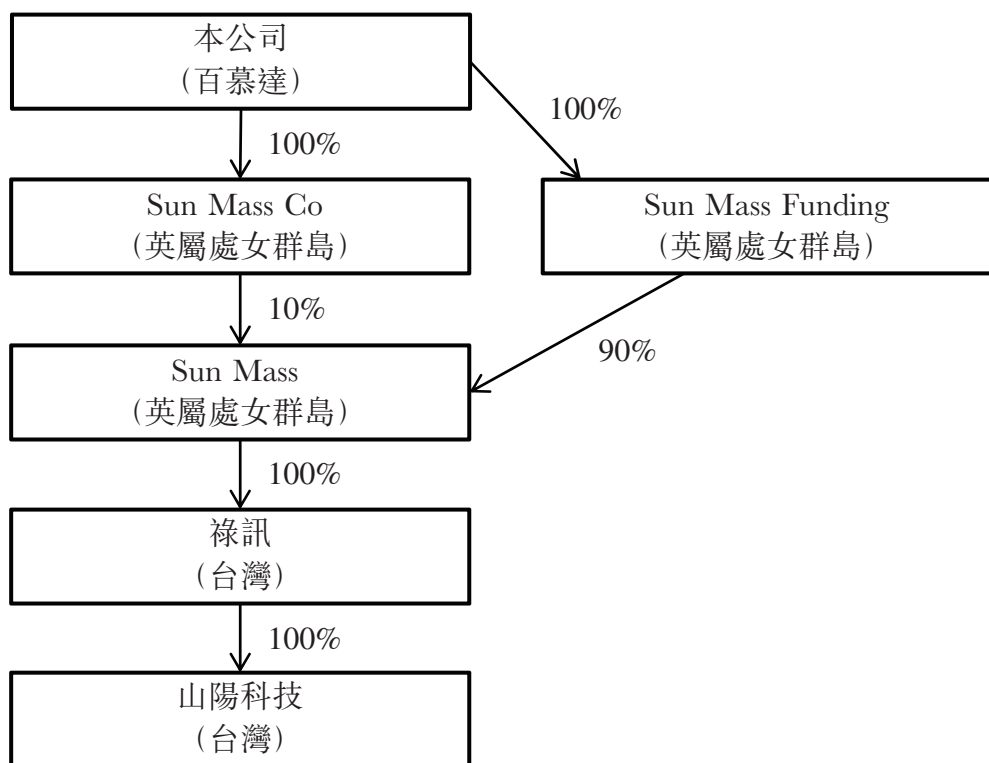 本公司
（百慕達）
100%
100%
Sun Mass Co
（英屬處女群島）
Sun Mass Funding
（英屬處女群島）
10%
90%
Sun Mass
（英屬處女群島）
100%
祿訊
（台灣）
100%
山陽科技
（台灣）